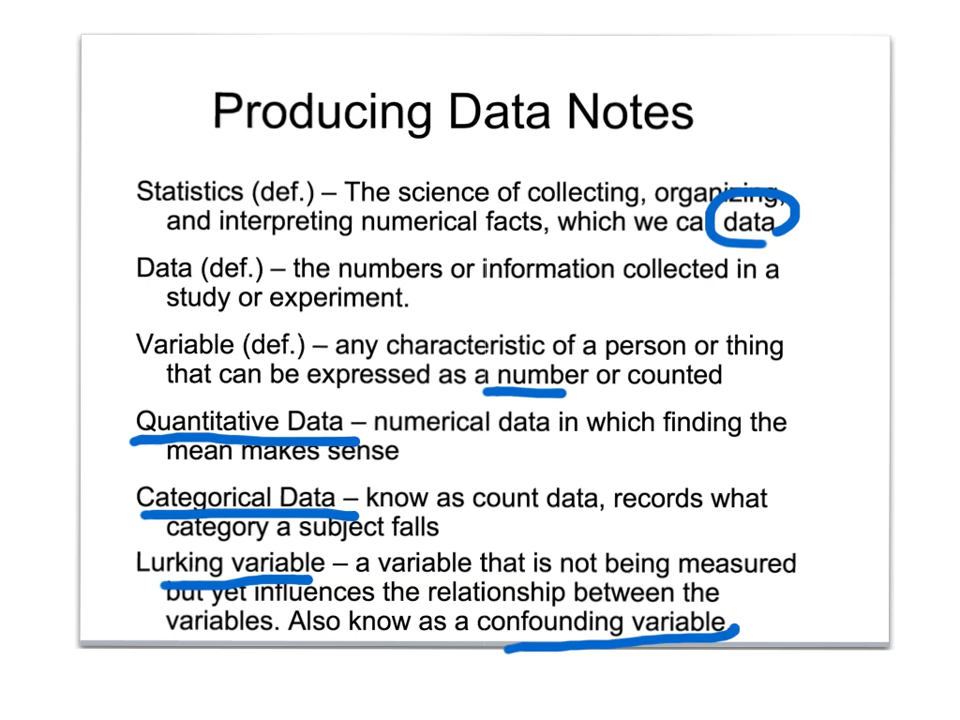 Producing Data Notes
Statistics (def.) – The science of collecting, organizing,
and interpreting numerical facts, which we ca data
Data (def.) – the numbers or information collected in a
study or experiment.
Variable (def.) – any characteristic of a person or thing
that can be expressed as a number or counted
Quantitative Data – numerical data in which finding the
mean makes sense
Categorical Data – know as count data, records what
category a subject falls
Lurking variable – a variable that is not being measured
but yet influences the relationship between the
variables. Also know as a confounding variable